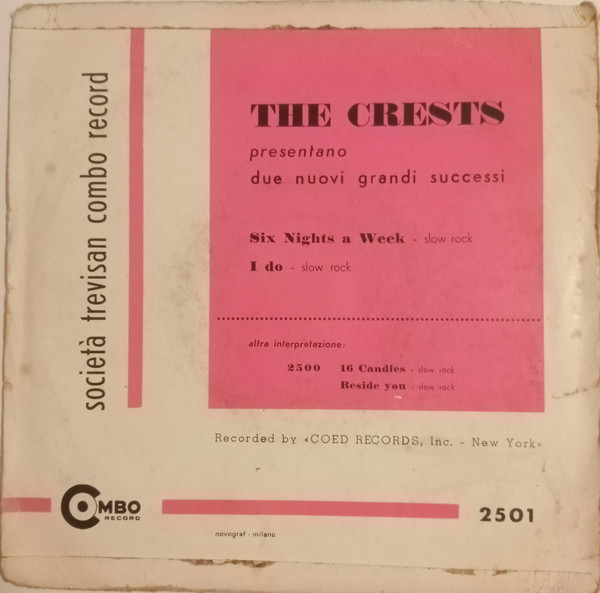 società trevisan combo record
THE CRESTS
presentano
due nuovi grandi successi
Six Nights a Week - slow rock
I do - slow rock
altra interpretazione:
2500 16 Candles - slow rock
Beside you - slow rock
Recorded by «COED RECORDS, Inc. - New York»
COMBO
RECORD
2501
novograf - milano